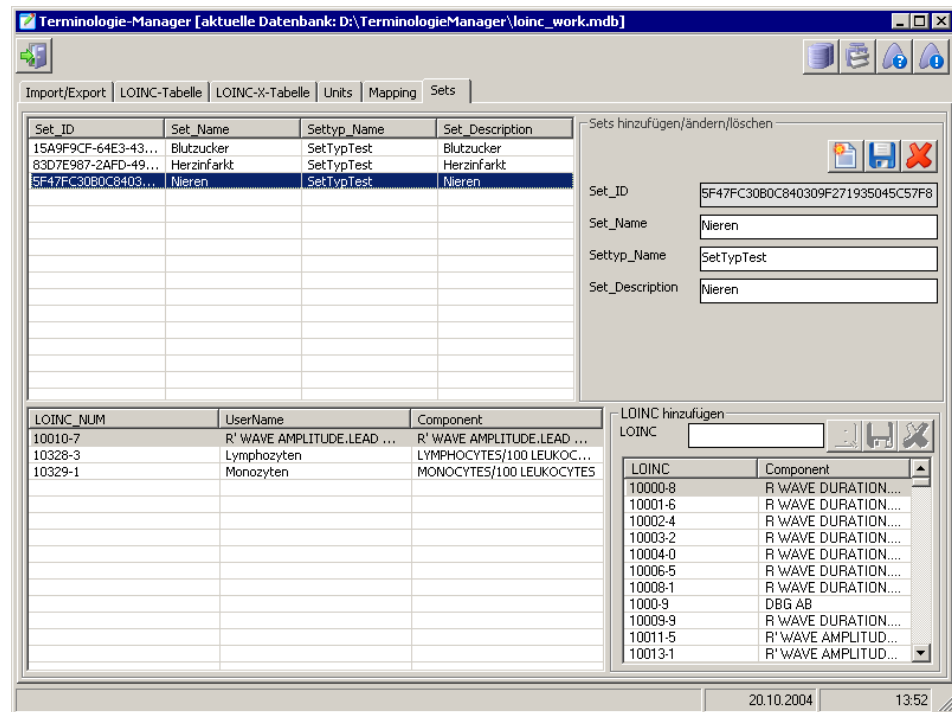 Terminologie-Manager [aktuelle Datenbank: D:\TerminologieManager\loinc_work.mdb]
Import/Export LOINC-Tabelle LOINC-X-Tabelle Units Mapping Sets
Set_ID Set_Name Settyp_Name Set_Description
15A9F9CF-64E3-43... Blutzucker SetTypTest Blutzucker
83D7E987-2AFD-49... Herzinfarkt SetTypTest Herzinfarkt
5F47FC30B0C8403... Nieren SetTypTest Nieren
Sets hinzufügen/ändern/löschen
Set_ID 5F47FC30B0C840309F271935045C57F8
Set_Name Nieren
Settyp_Name SetTypTest
Set_Description Nieren
LOINC_NUM UserName Component
10010-7 R' WAVE AMPLITUDE.LEAD ... R' WAVE AMPLITUDE.LEAD ...
10328-3 Lymphozyten LYMPHOCYTES/100 LEUKOC...
10329-1 Monozyten MONOCYTES/100 LEUKOCYTES
LOINC hinzufügen
LOINC
LOINC Component
10000-8 R WAVE DURATION....
10001-6 R WAVE DURATION....
10002-4 R WAVE DURATION....
10003-2 R WAVE DURATION....
10004-0 R WAVE DURATION....
10006-5 R WAVE DURATION....
10008-1 R WAVE DURATION....
1000-9 DBG AB
10009-9 R WAVE DURATION....
10011-5 R' WAVE AMPLITUD...
10013-1 R' WAVE AMPLITUD...
20.10.2004 13:52